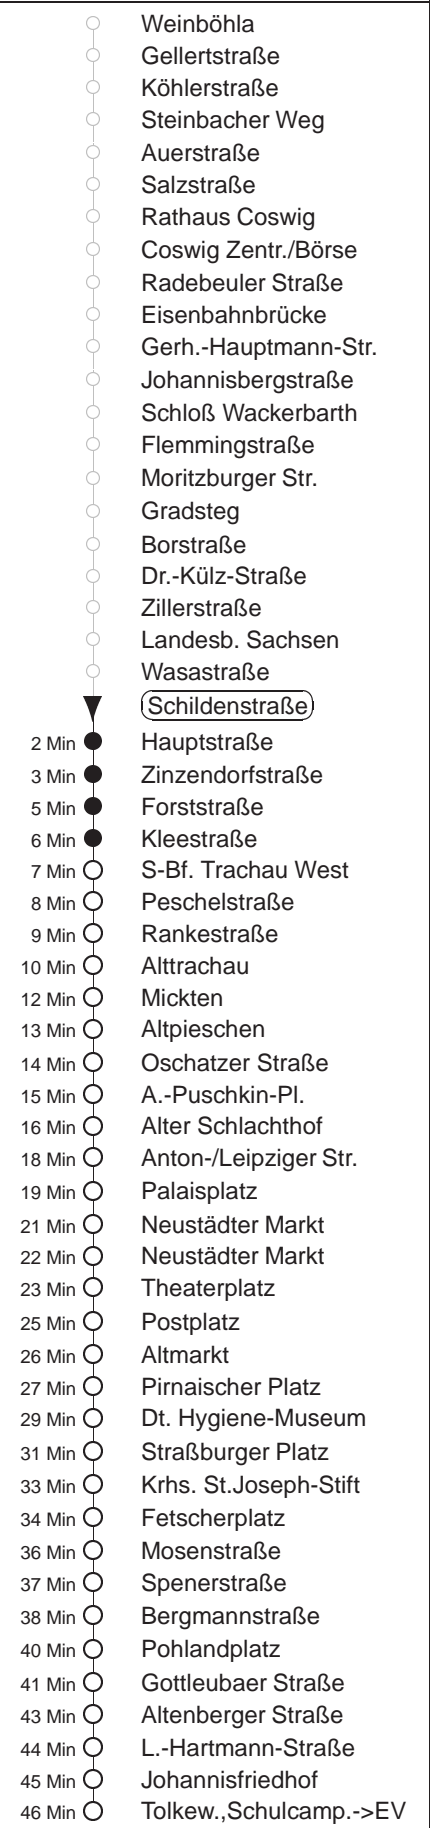 Weinböhla
Gellertstraße
Köhlerstraße
Steinbacher Weg
Auerstraße
Salzstraße
Rathaus Coswig
Coswig Zentr./Börse
Radebeuler Straße
Eisenbahnbrücke
Gerh.-Hauptmann-Str.
Johannisbergstraße
Schloß Wackerbarth
Flemmingstraße
Moritzburger Str.
Gradsteg
Borstraße
Dr.-Külz-Straße
Zillerstraße
Landesb. Sachsen
Wasastraße
Schildenstraße
2 Min Hauptstraße
3 Min Zinzendorfstraße
5 Min Forststraße
6 Min Kleestraße
7 Min S-Bf. Trachau West
8 Min Peschelstraße
9 Min Rankestraße
10 Min Alttrachau
12 Min Mickten
13 Min Altpieschen
14 Min Oschatzer Straße
15 Min A.-Puschkin-Pl.
16 Min Alter Schlachthof
18 Min Anton-/Leipziger Str.
19 Min Palaisplatz
21 Min Neustädter Markt
22 Min Neustädter Markt
23 Min Theaterplatz
25 Min Postplatz
26 Min Altmarkt
27 Min Pirnaischer Platz
29 Min Dt. Hygiene-Museum
31 Min Straßburger Platz
33 Min Krhs. St.Joseph-Stift
34 Min Fetscherplatz
36 Min Mosenstraße
37 Min Spenerstraße
38 Min Bergmannstraße
40 Min Pohlandplatz
41 Min Gottleubaer Straße
43 Min Altenberger Straße
44 Min L.-Hartmann-Straße
45 Min Johannisfriedhof
46 Min Tolkew.,Schulcamp.->EV